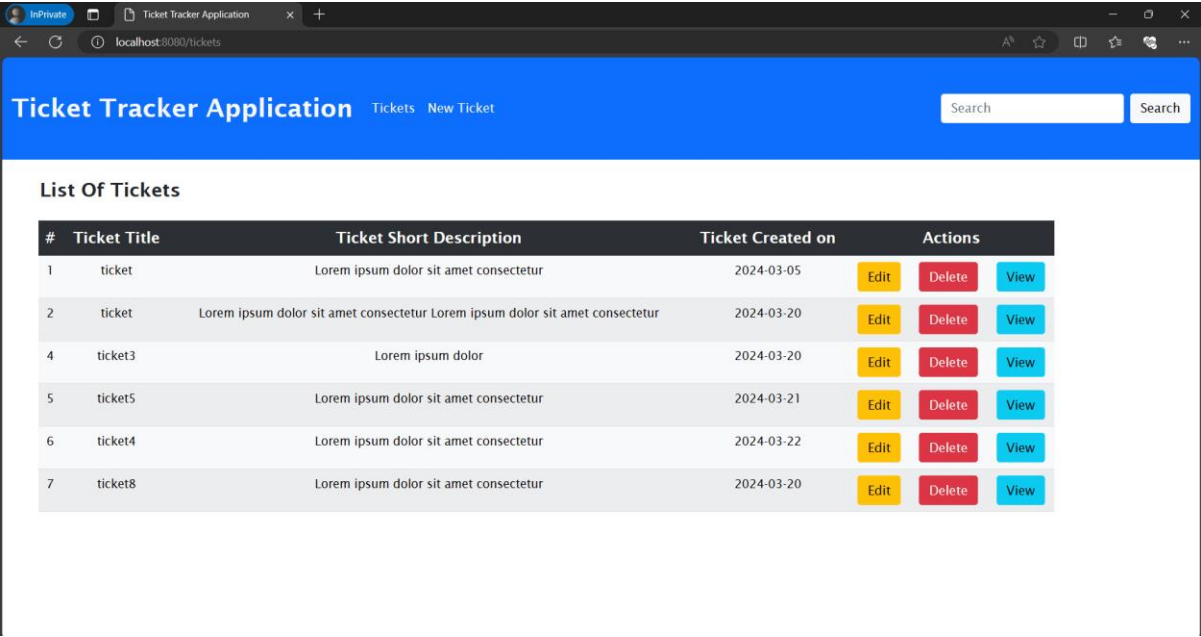 InPrivate Ticket Tracker Application
localhost:8080/tickets
Ticket Tracker Application Tickets New Ticket Search Search
List Of Tickets
# Ticket Title Ticket Short Description Ticket Created on Actions
1 ticket Lorem ipsum dolor sit amet consectetur 2024-03-05 Edit Delete View
2 ticket Lorem ipsum dolor sit amet consectetur Lorem ipsum dolor sit amet consectetur 2024-03-20 Edit Delete View
4 ticket3 Lorem ipsum dolor 2024-03-20 Edit Delete View
5 ticket5 Lorem ipsum dolor sit amet consectetur 2024-03-21 Edit Delete View
6 ticket4 Lorem ipsum dolor sit amet consectetur 2024-03-22 Edit Delete View
7 ticket8 Lorem ipsum dolor sit amet consectetur 2024-03-20 Edit Delete View